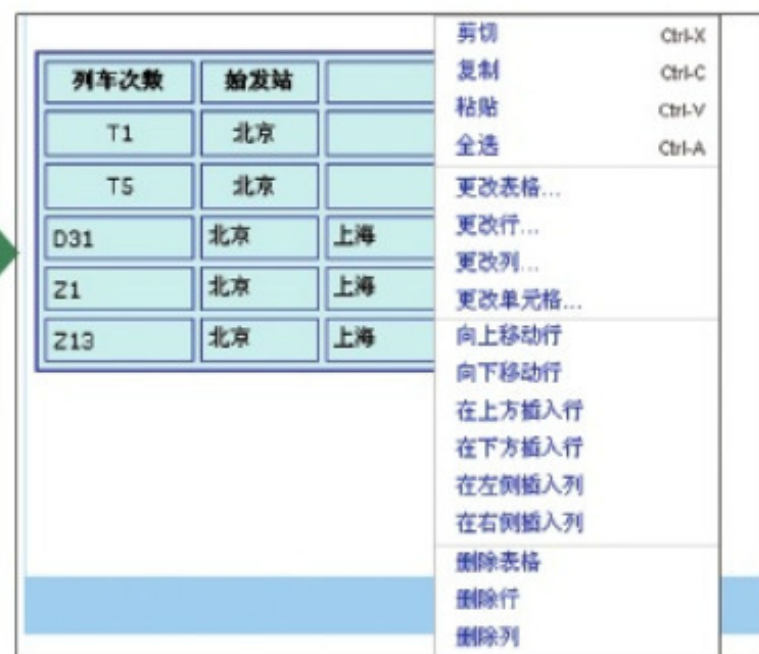 列车次数 始发站
T1 北京
T5 北京
D31 北京 上海
Z1 北京 上海
Z13 北京 上海
剪切 Ctrl-X
复制 Ctrl-C
粘贴 Ctrl-V
全选 Ctrl-A
更改表格...
更改行...
更改列...
更改单元格...
向上移动行
向下移动行
在上方插入行
在下方插入行
在左侧插入列
在右侧插入列
删除表格
删除行
删除列